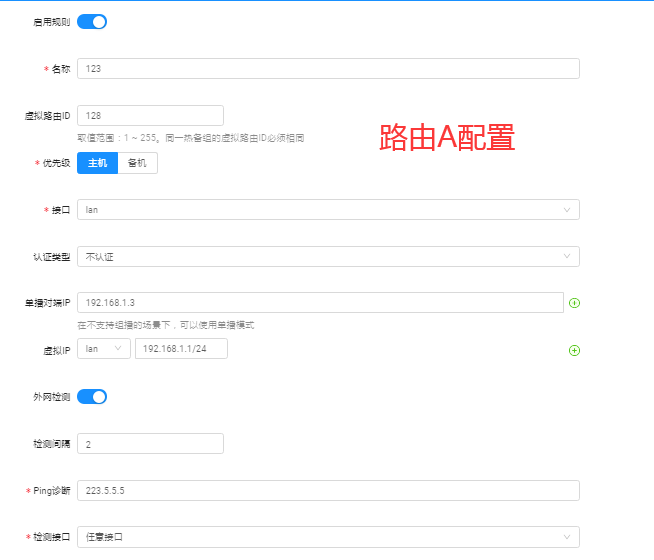 启用规则
* 名称 123
虚拟路由ID 128
取值范围：1 ~ 255。同一热备组的虚拟路由ID必须相同
路由A配置
* 优先级 主机 备机
* 接口 lan
认证类型 不认证
单播对端IP 192.168.1.3
在不支持组播的场景下，可以使用单播模式
虚拟IP lan 192.168.1.1/24
外网检测
检测间隔 2
* Ping诊断 223.5.5.5
* 检测接口 任意接口